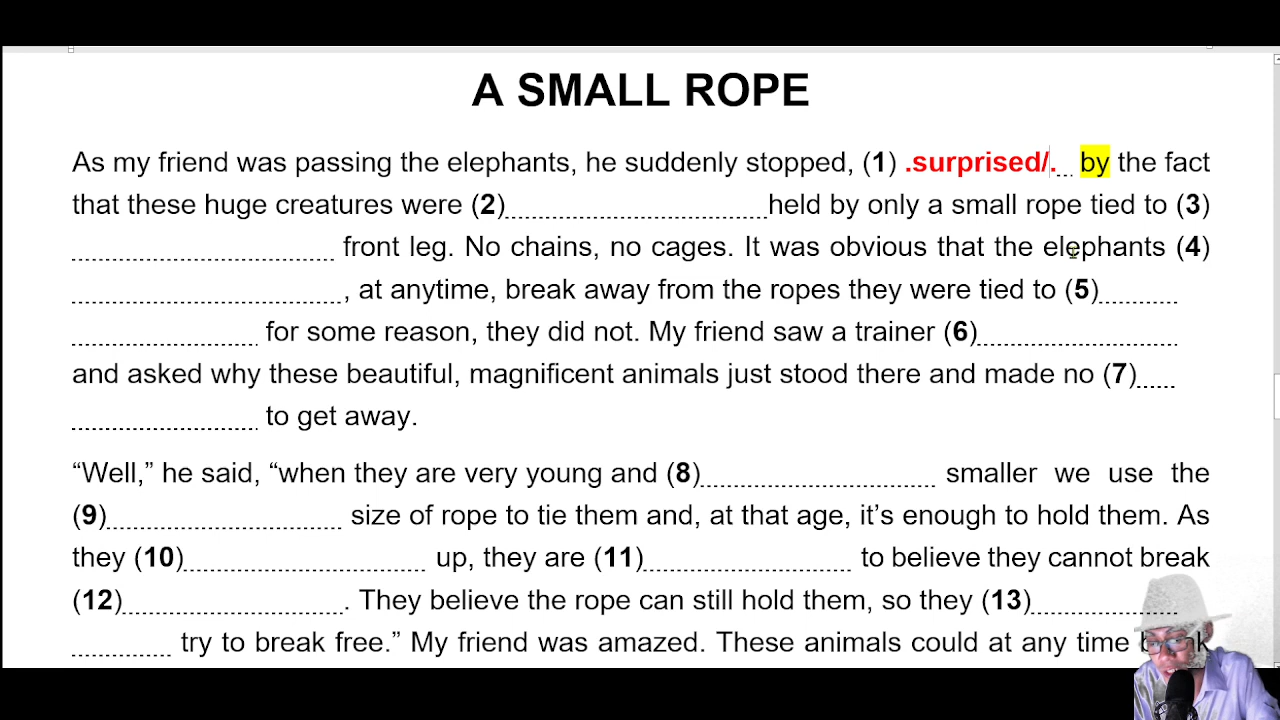 A SMALL ROPE
As my friend was passing the elephants, he suddenly stopped, (1) .surprised/.... by the fact
that these huge creatures were (2)................................held by only a small rope tied to (3)
................................ front leg. No chains, no cages. It was obvious that the elephants (4)
................................, at anytime, break away from the ropes they were tied to (5)..........
...................... for some reason, they did not. My friend saw a trainer (6)........................
and asked why these beautiful, magnificent animals just stood there and made no (7).....
...................... to get away.
“Well,” he said, “when they are very young and (8)............................ smaller we use the
(9)............................ size of rope to tie them and, at that age, it’s enough to hold them. As
they (10)............................ up, they are (11)........................ to believe they cannot break
(12).......................... . They believe the rope can still hold them, so they (13)..................
............ try to break free.” My friend was amazed. These animals could at any time